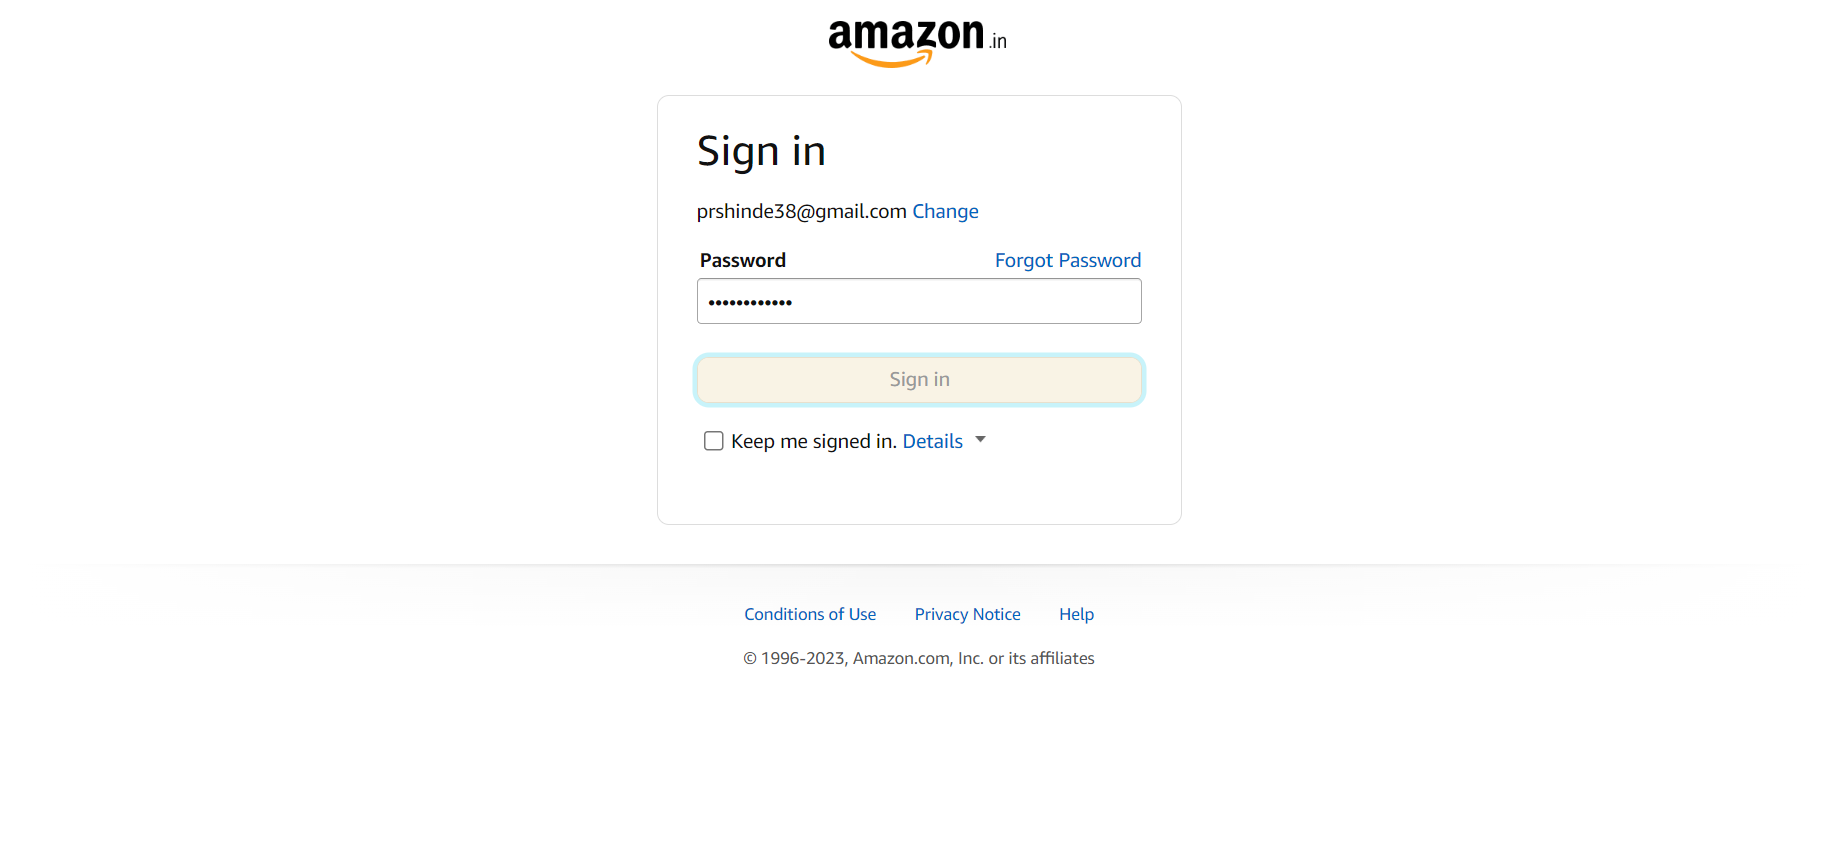 amazon.in
Sign in
prshinde38@gmail.com Change
Password Forgot Password
••••••••••••
Sign in
Keep me signed in. Details
Conditions of Use Privacy Notice Help
© 1996-2023, Amazon.com, Inc. or its affiliates